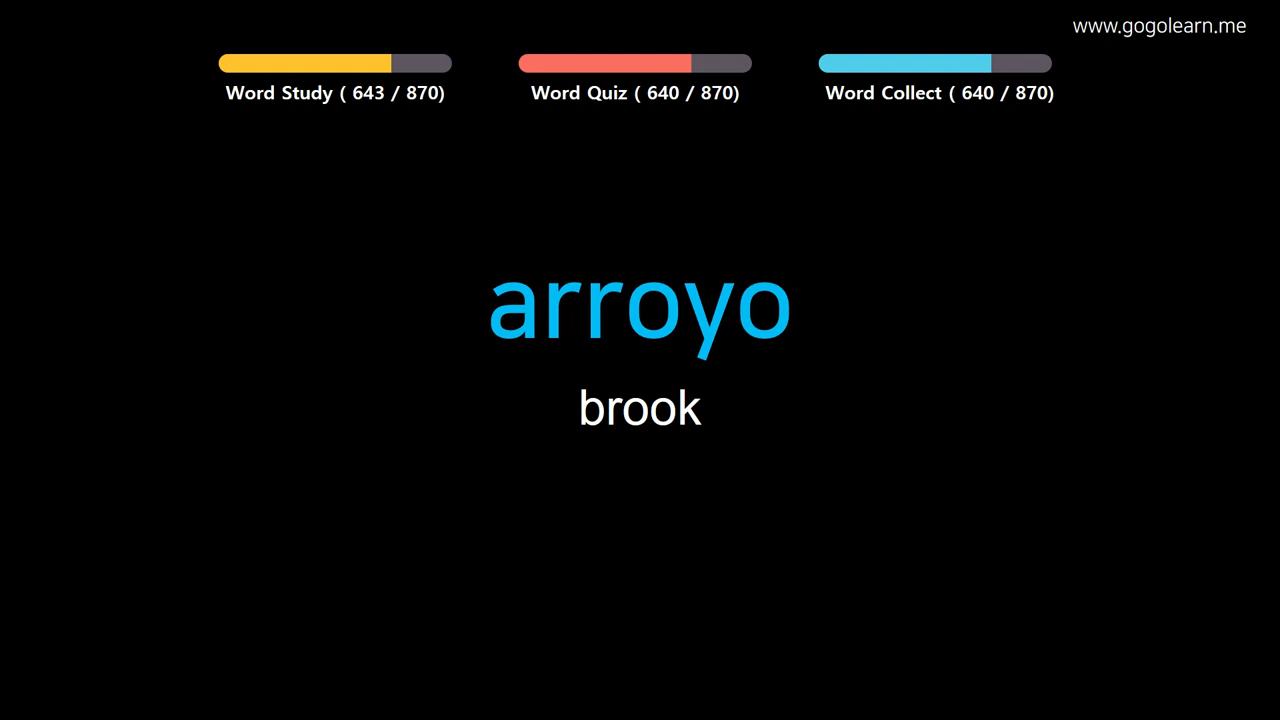 www.gogolearn.me
Word Study ( 643 / 870)
Word Quiz ( 640 / 870)
Word Collect ( 640 / 870)
arroyo
brook